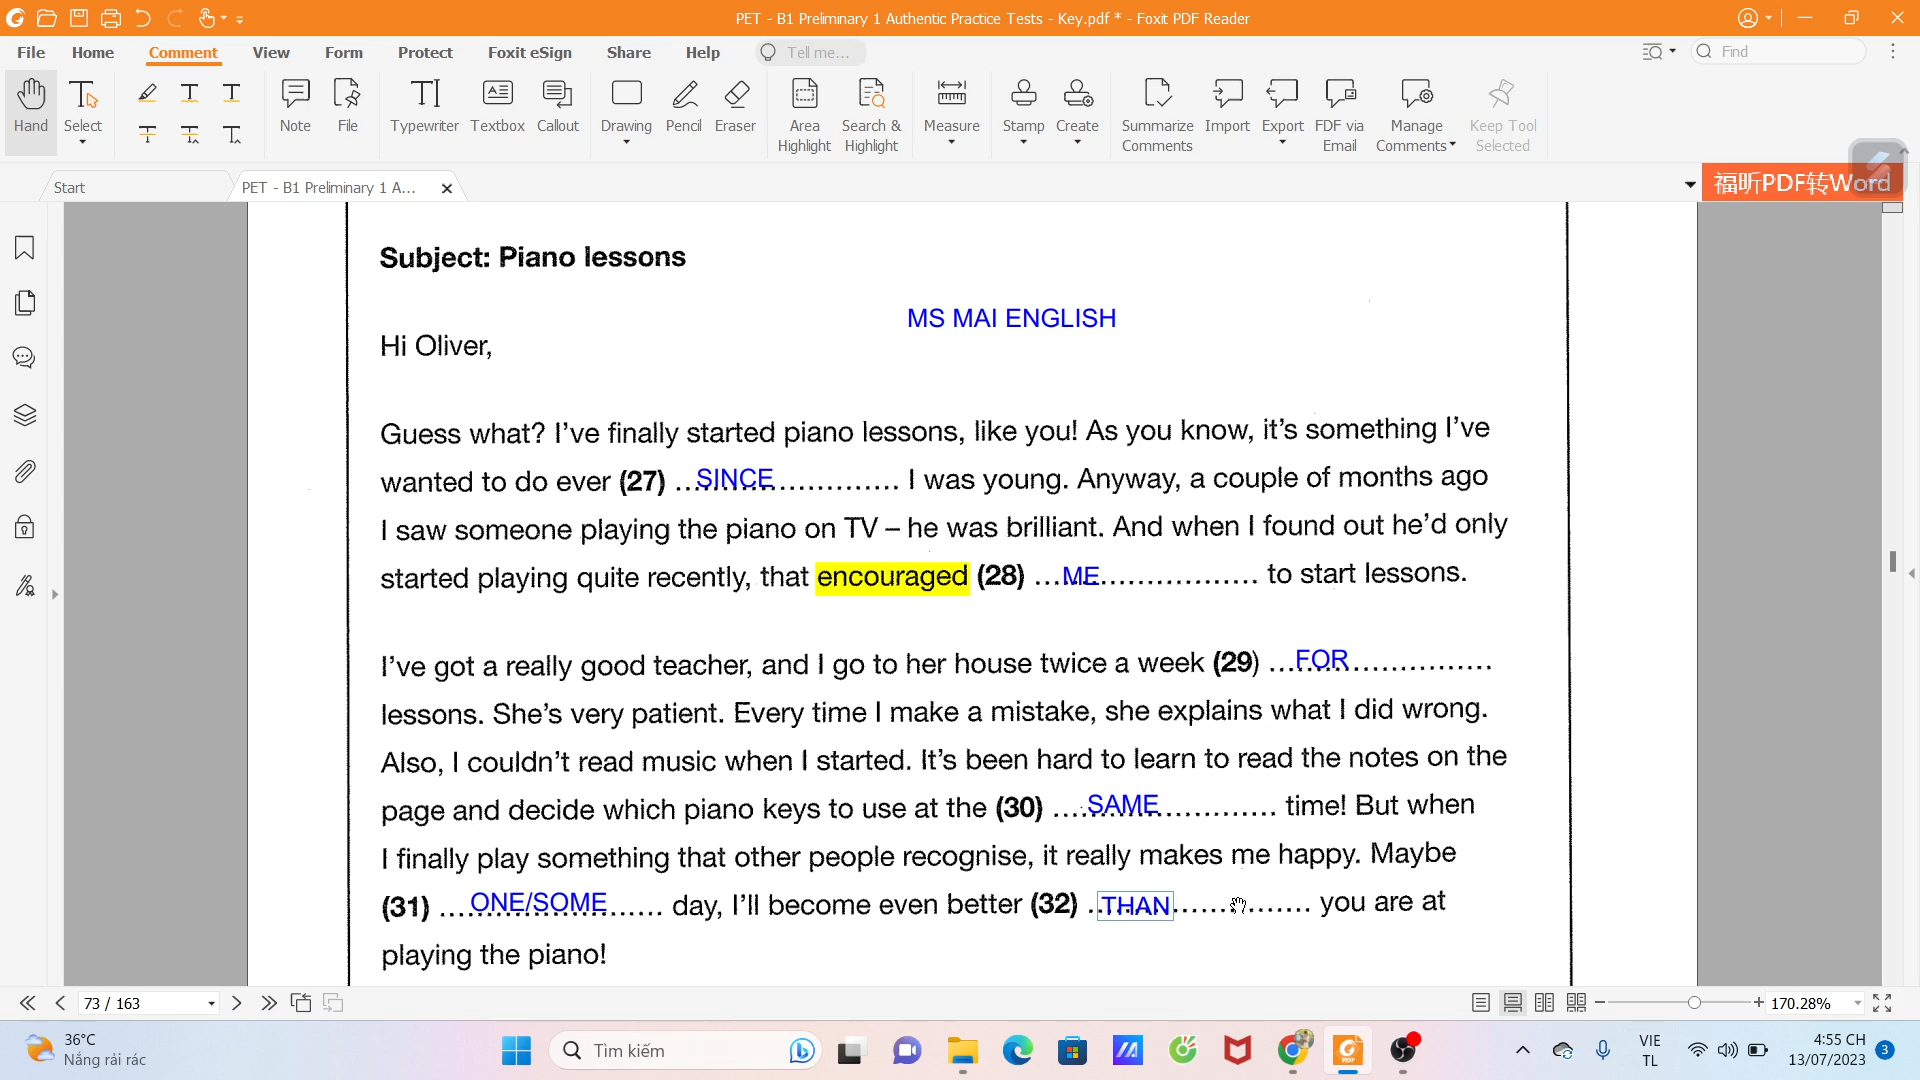 PET - B1 Preliminary 1 Authentic Practice Tests - Key.pdf * - Foxit PDF Reader
File Home Comment View Form Protect Foxit eSign Share Help Tell me... Find
Hand Select Note File Typewriter Textbox Callout Drawing Pencil Eraser Area Highlight Search & Highlight Measure Stamp Create Summarize Comments Import Export FDF via Email Manage Comments Keep Tool Selected
Start PET - B1 Preliminary 1 A... 福昕PDF转Word
Subject: Piano lessons
MS MAI ENGLISH
Hi Oliver,
Guess what? I've finally started piano lessons, like you! As you know, it's something I've
wanted to do ever (27) ...SINCE........................ I was young. Anyway, a couple of months ago
I saw someone playing the piano on TV – he was brilliant. And when I found out he'd only
started playing quite recently, that encouraged (28) ...ME........................ to start lessons.
I've got a really good teacher, and I go to her house twice a week (29) ...FOR........................
lessons. She's very patient. Every time I make a mistake, she explains what I did wrong.
Also, I couldn't read music when I started. It's been hard to learn to read the notes on the
page and decide which piano keys to use at the (30) ...SAME........................ time! But when
I finally play something that other people recognise, it really makes me happy. Maybe
(31) ...ONE/SOME...... day, I'll become even better (32) ..THAN.................. you are at
playing the piano!
73 / 163 170.28%
36°C
Nắng rải rác
Tìm kiếm
VIE
TL
4:55 CH
13/07/2023
3